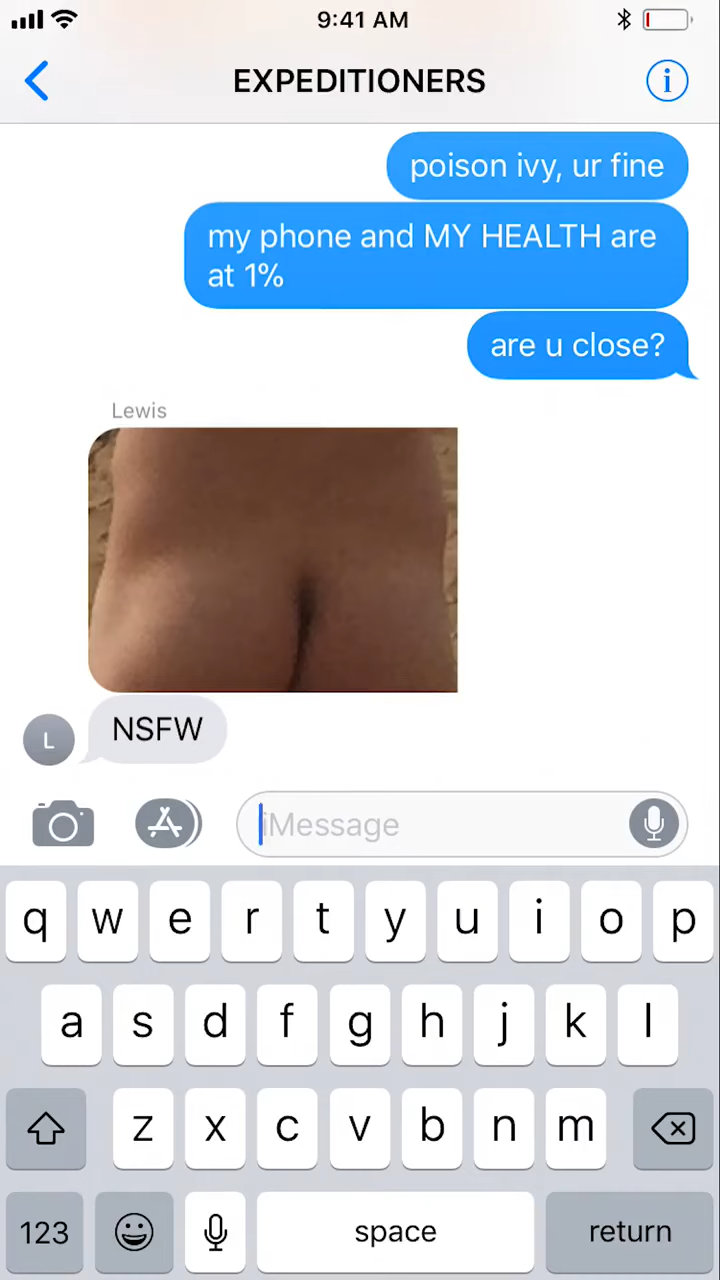 9:41 AM
EXPEDITIONERS
poison ivy, ur fine
my phone and MY HEALTH are
at 1%
are u close?
Lewis
NSFW
L
iMessage
q w e r t y u i o p
a s d f g h j k l
z x c v b n m
123 space return